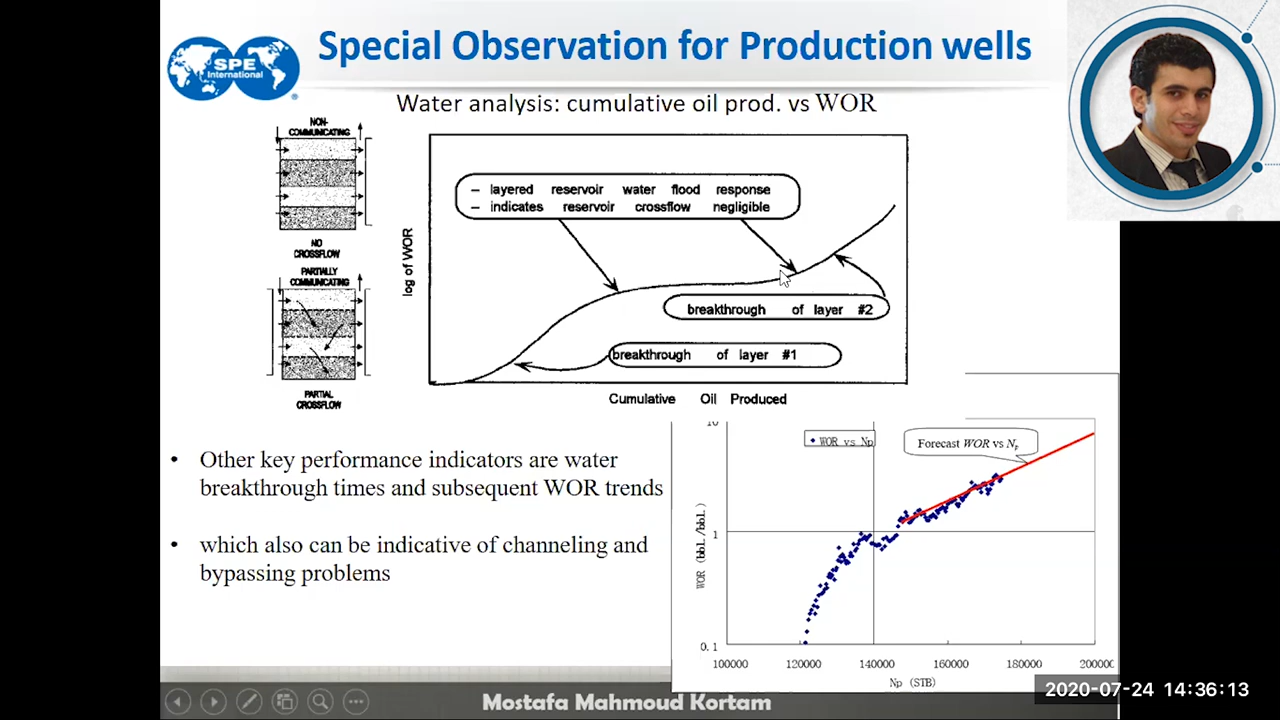 Special Observation for Production wells
SPE
International
Water analysis: cumulative oil prod. vs WOR
NON-
COMMUNICATING
NO
CROSSFLOW
PARTIALLY
COMMUNICATING
PARTIAL
CROSSFLOW
log of WOR
– layered reservoir water flood response
– indicates reservoir crossflow negligible
breakthrough of layer #2
breakthrough of layer #1
Cumulative Oil Produced
• Other key performance indicators are water
breakthrough times and subsequent WOR trends
• which also can be indicative of channeling and
bypassing problems
10
WOR vs Np
Forecast WOR vs Np
WOR (bbl./bbl.)
1
0.1
100000 120000 140000 160000 180000 200000
Np (STB)
Mostafa Mahmoud Kortam
2020-07-24 14:36:13